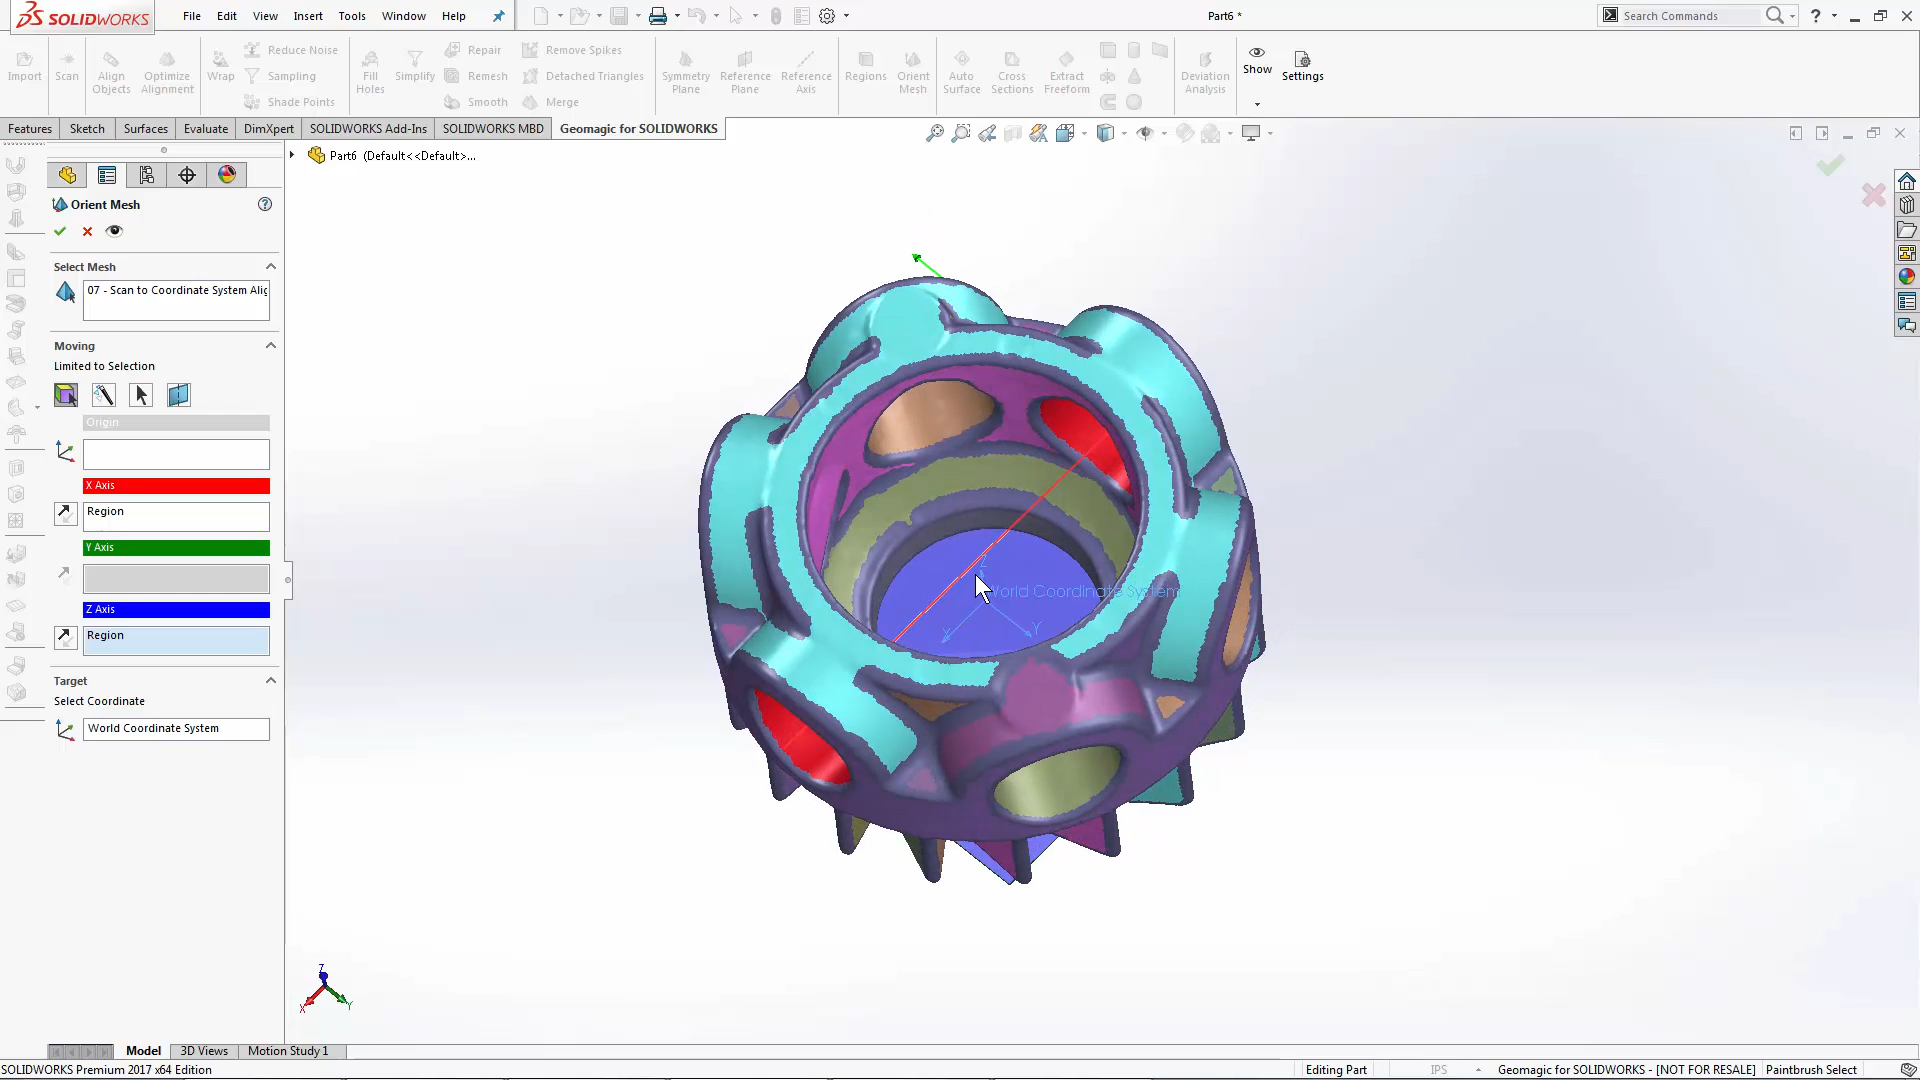 SOLIDWORKS
File Edit View Insert Tools Window Help
Part6 *
Search Commands
Import
Scan
Align Objects
Optimize Alignment
Reduce Noise
Sampling
Shade Points
Wrap
Fill Holes
Simplify
Repair
Remesh
Smooth
Remove Spikes
Detached Triangles
Merge
Symmetry Plane
Reference Plane
Reference Axis
Regions
Orient Mesh
Auto Surface
Cross Sections
Extract Freeform
Deviation Analysis
Show
Settings
Features Sketch Surfaces Evaluate DimXpert SOLIDWORKS Add-Ins SOLIDWORKS MBD Geomagic for SOLIDWORKS
Part6 (Default<<Default>...
Orient Mesh
Select Mesh
07 - Scan to Coordinate System Alig
Moving
Limited to Selection
Origin
X Axis
Region
Y Axis
Z Axis
Region
Target
Select Coordinate
World Coordinate System
Z
World Coordinate System
X
Y
Z
X
Y
Model 3D Views Motion Study 1
SOLIDWORKS Premium 2017 x64 Edition
Editing Part
IPS
Geomagic for SOLIDWORKS - [NOT FOR RESALE]
Paintbrush Select